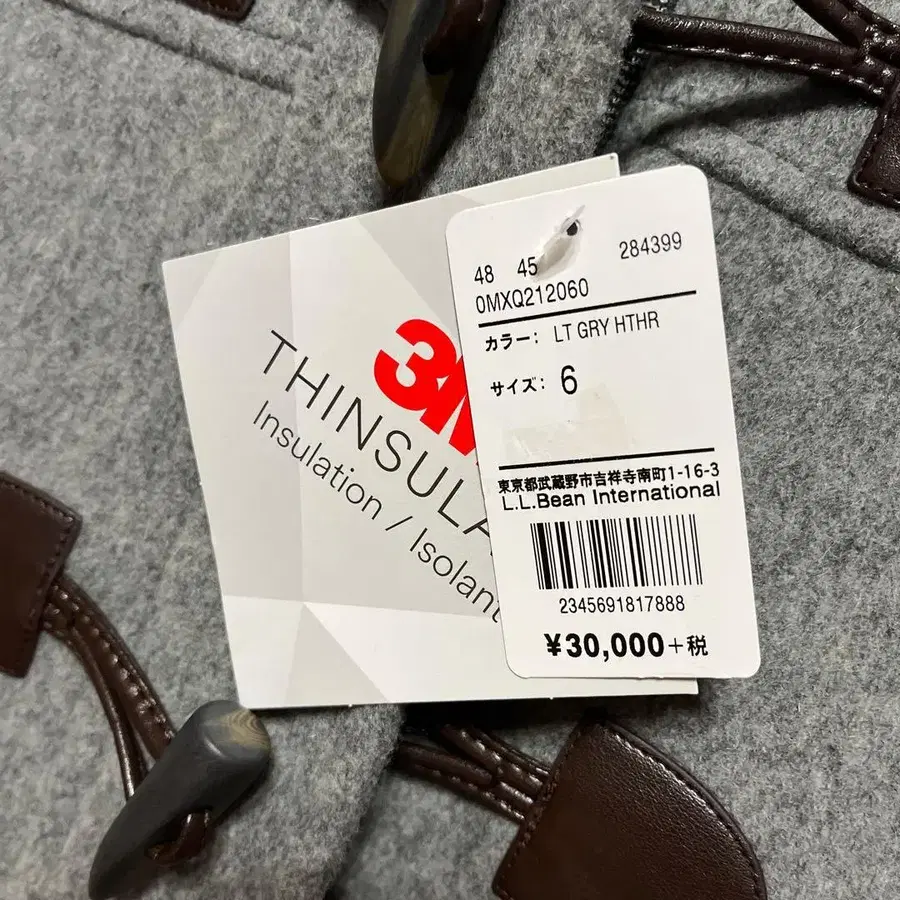 3M
THINSULA
Insulation / Isolant
48 45 284399
0MXQ212060
カラー: LT GRY HTHR
サイズ: 6
東京都武蔵野市吉祥寺南町1-16-3
L.L.Bean International
2345691817888
¥30,000+税